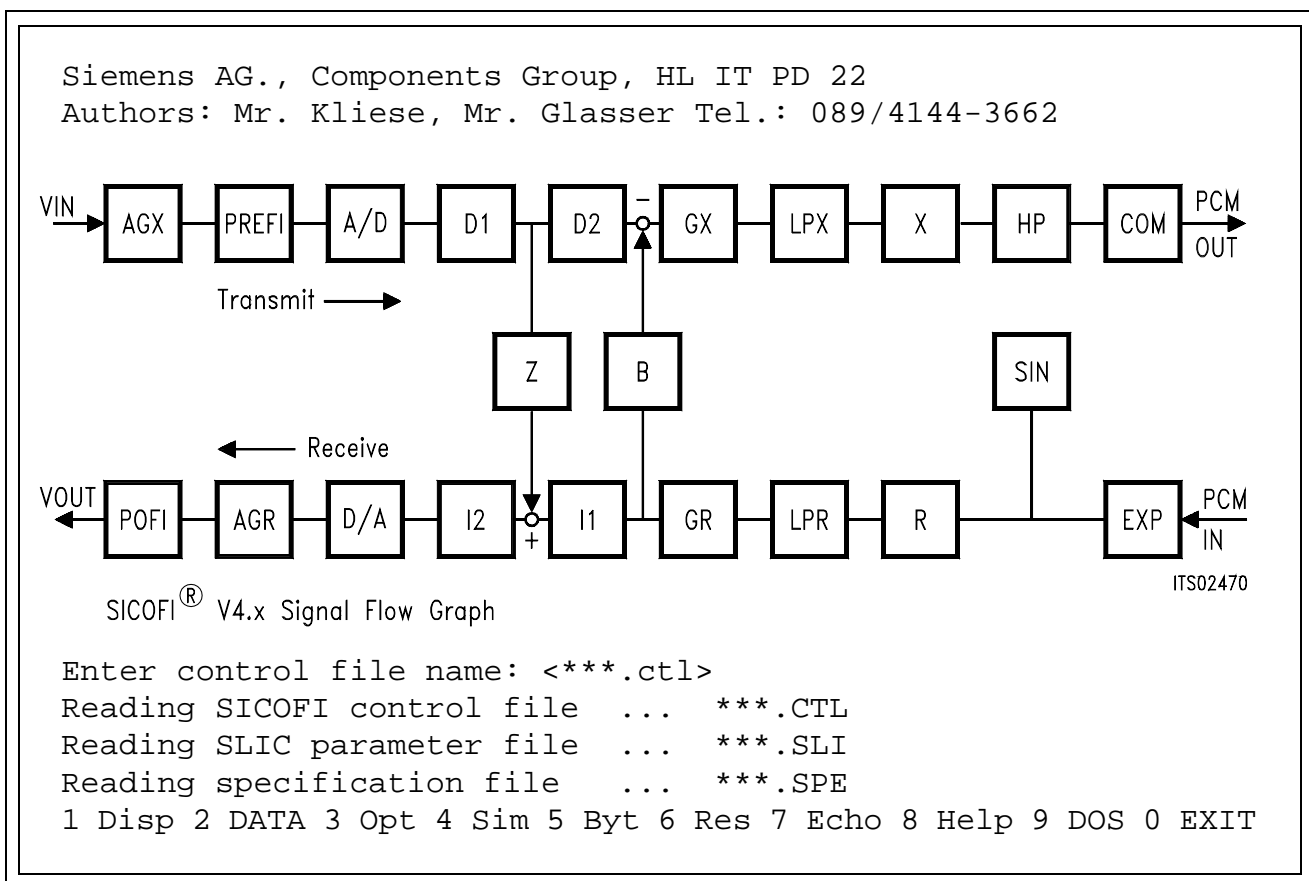 Siemens AG., Components Group, HL IT PD 22
Authors: Mr. Kliese, Mr. Glasser Tel.: 089/4144-3662
VIN AGX PREFI A/D D1 D2 - GX LPX X HP COM PCM OUT
Transmit
Z B SIN
Receive
VOUT POFI AGR D/A I2 + I1 GR LPR R EXP PCM IN
ITS02470
SICOFI® V4.x Signal Flow Graph
Enter control file name: <***.ctl>
Reading SICOFI control file ... ***.CTL
Reading SLIC parameter file ... ***.SLI
Reading specification file ... ***.SPE
1 Disp 2 DATA 3 Opt 4 Sim 5 Byt 6 Res 7 Echo 8 Help 9 DOS 0 EXIT